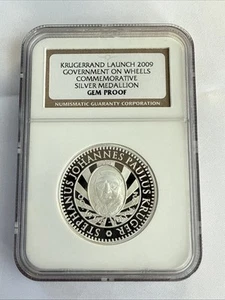 KRUGERRAND LAUNCH 2009
GOVERNMENT ON WHEELS
COMMEMORATIVE
SILVER MEDALLION
GEM PROOF
NUMISMATIC GUARANTY CORPORATION
STEPHANUS JOHANNES PAULUS KRUGER